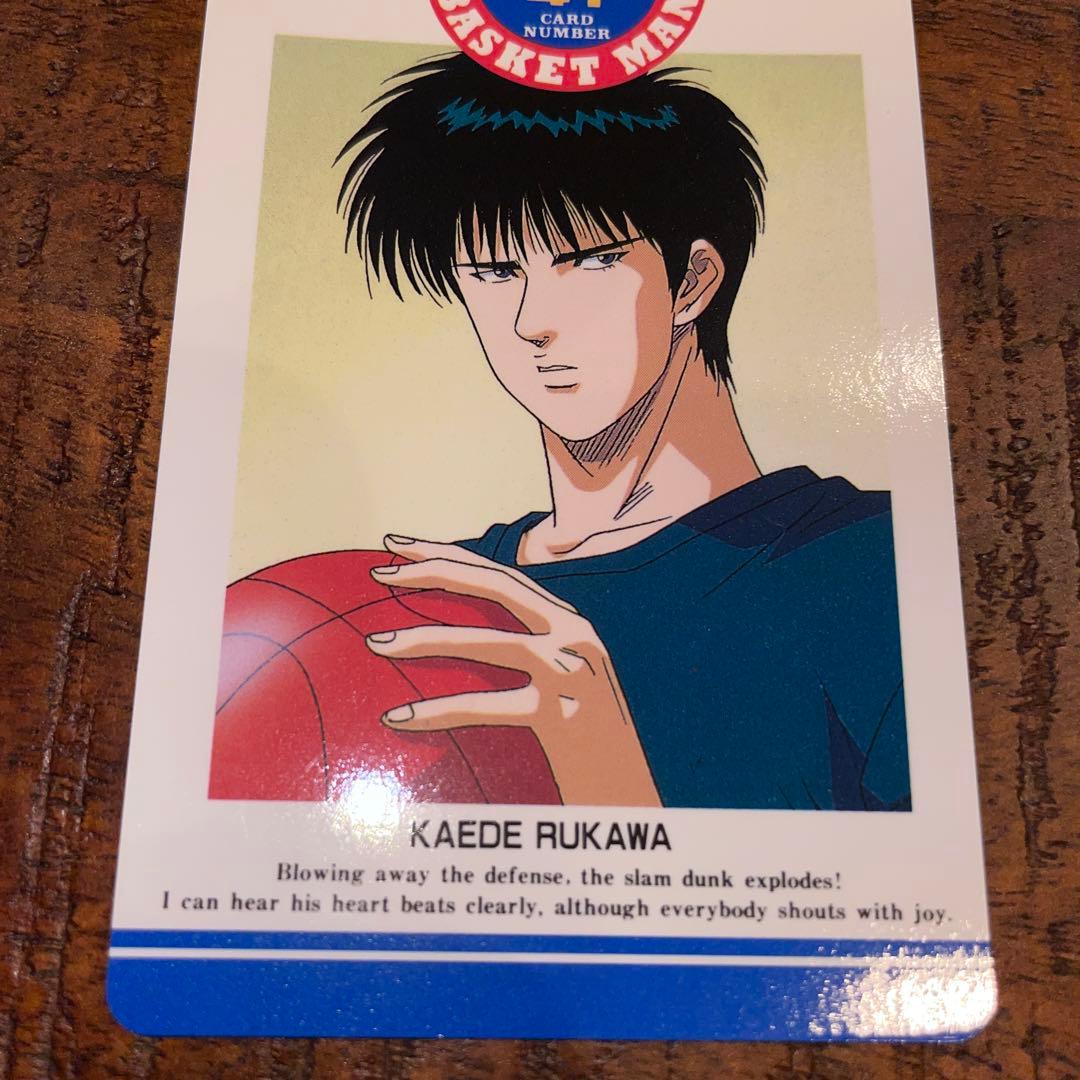 CARD
NUMBER
BASKET MAN
KAEDE RUKAWA
Blowing away the defense, the slam dunk explodes!
I can hear his heart beats clearly, although everybody shouts with joy.